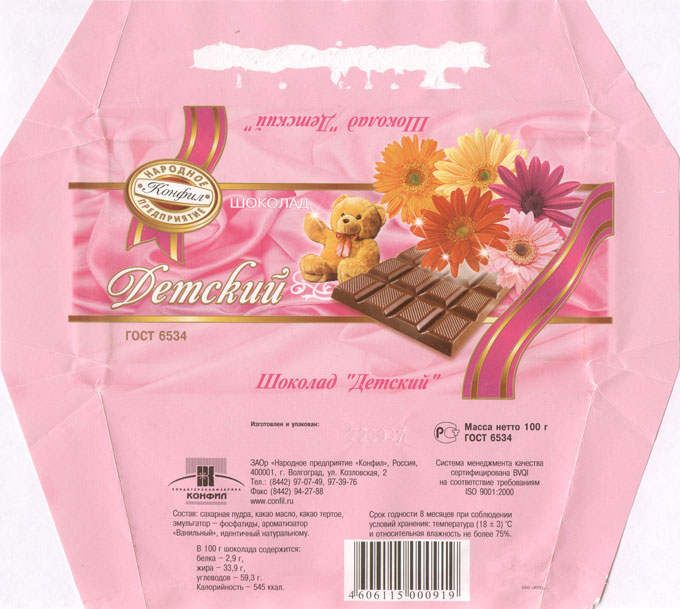 Шоколад "Детский"
НАРОДНОЕ
"Конфил"
ПРЕДПРИЯТИЕ
ШОКОЛАД
Детский
ГОСТ 6534
Шоколад "Детский"
Изготовлен и упакован:
РСТ
Масса нетто 100 г
ГОСТ 6534
КОНДИТЕРСКАЯ ФАБРИКА
КОНФИЛ
ЗАОр «Народное предприятие «Конфил», Россия,
400001, г. Волгоград, ул. Козловская, 2
Тел.: (8442) 97-07-49, 97-39-76
Факс (8442) 94-27-88
www.confil.ru
Система менеджмента качества
сертифицирована BVQI
на соответствие требованиям
ISO 9001:2000
Состав: сахарная пудра, какао масло, какао тертое,
эмульгатор – фосфатиды, ароматизатор
«Ванильный», идентичный натуральному.
Срок годности 8 месяцев при соблюдении
условий хранения: температура (18 ± 3) °С
и относительная влажность не более 75%.
В 100 г шоколада содержится:
белка – 2,9 г,
жира – 33,9 г,
углеводов – 59,3 г.
Калорийность – 545 ккал.
4 606115 000919